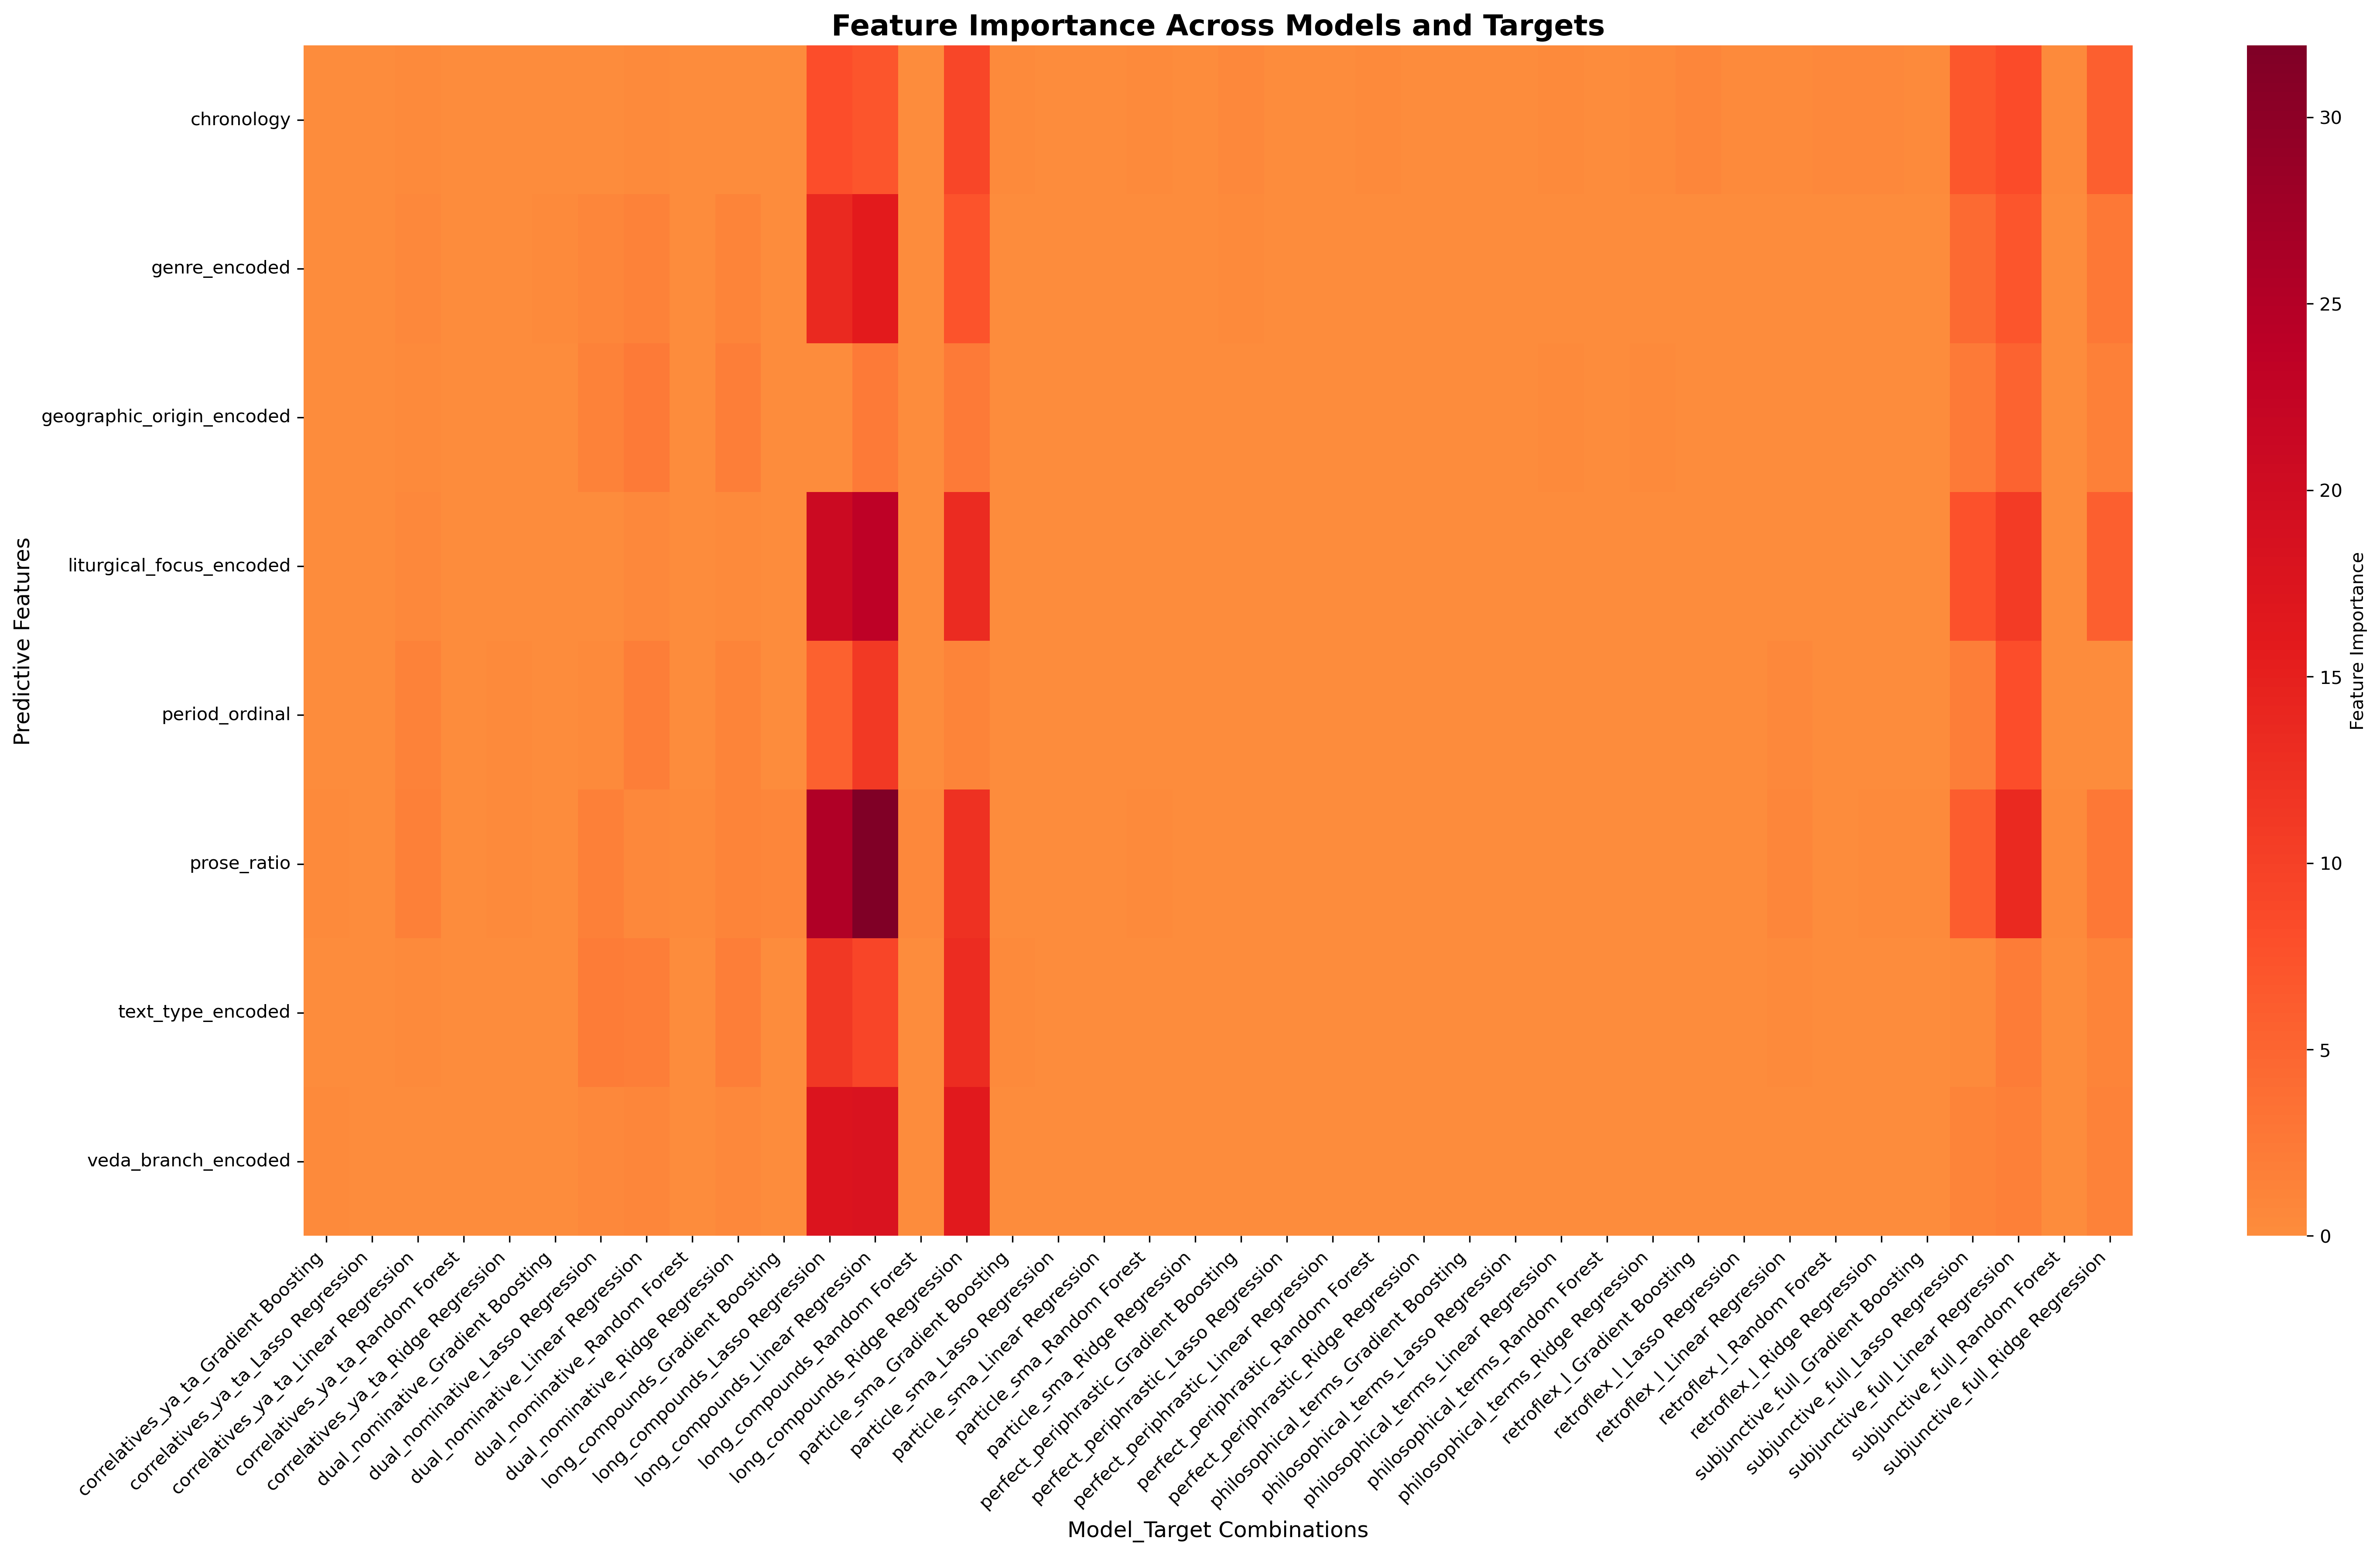 Feature Importance Across Models and Targets
Predictive Features
chronology
genre_encoded
geographic_origin_encoded
liturgical_focus_encoded
period_ordinal
prose_ratio
text_type_encoded
veda_branch_encoded
correlatives_ya_ta_Gradient Boosting
correlatives_ya_ta_Lasso Regression
correlatives_ya_ta_Linear Regression
correlatives_ya_ta_Random Forest
correlatives_ya_ta_Ridge Regression
dual_nominative_Gradient Boosting
dual_nominative_Lasso Regression
dual_nominative_Linear Regression
dual_nominative_Random Forest
dual_nominative_Ridge Regression
long_compounds_Gradient Boosting
long_compounds_Lasso Regression
long_compounds_Linear Regression
long_compounds_Random Forest
long_compounds_Ridge Regression
particle_sma_Gradient Boosting
particle_sma_Lasso Regression
particle_sma_Linear Regression
particle_sma_Random Forest
particle_sma_Ridge Regression
perfect_periphrastic_Gradient Boosting
perfect_periphrastic_Lasso Regression
perfect_periphrastic_Linear Regression
perfect_periphrastic_Random Forest
perfect_periphrastic_Ridge Regression
philosophical_terms_Gradient Boosting
philosophical_terms_Lasso Regression
philosophical_terms_Linear Regression
philosophical_terms_Random Forest
philosophical_terms_Ridge Regression
retroflex_l_Gradient Boosting
retroflex_l_Lasso Regression
retroflex_l_Linear Regression
retroflex_l_Random Forest
retroflex_l_Ridge Regression
subjunctive_full_Gradient Boosting
subjunctive_full_Lasso Regression
subjunctive_full_Linear Regression
subjunctive_full_Random Forest
subjunctive_full_Ridge Regression
Model_Target Combinations
30
25
20
15
10
5
0
Feature Importance